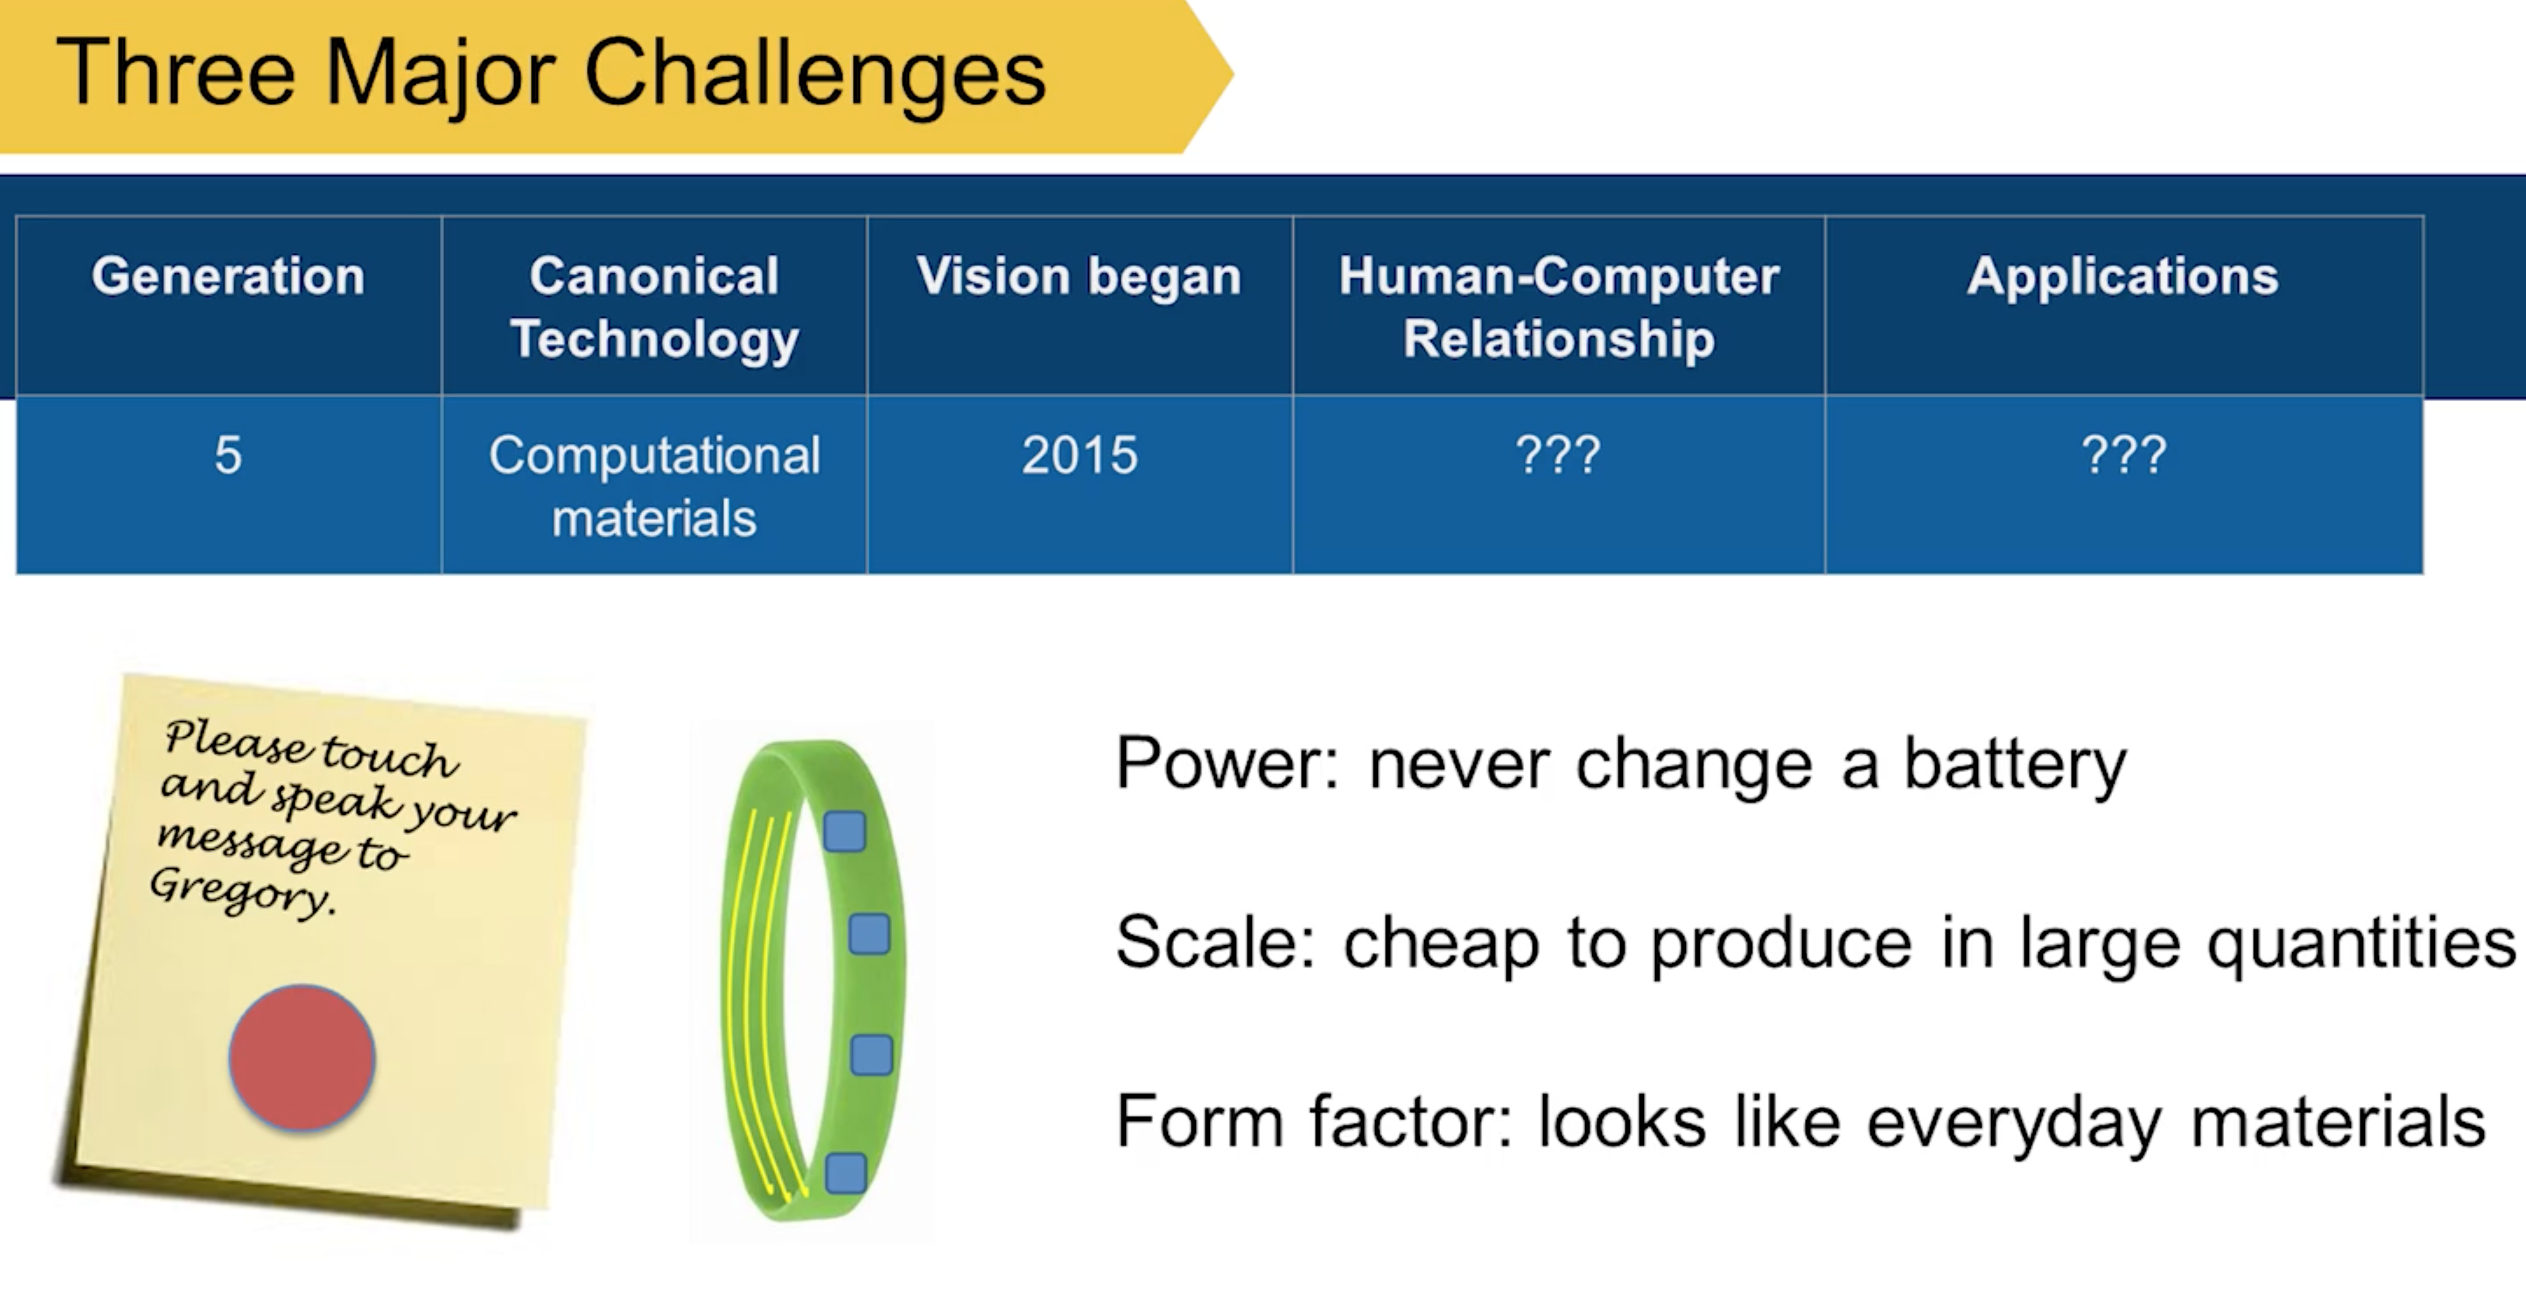 Three Major Challenges
Generation
Canonical
Technology
Vision began
Human-Computer
Relationship
Applications
5
Computational
materials
2015
???
???
Please touch
and speak your
message to
Gregory.
Power: never change a battery
Scale: cheap to produce in large quantities
Form factor: looks like everyday materials